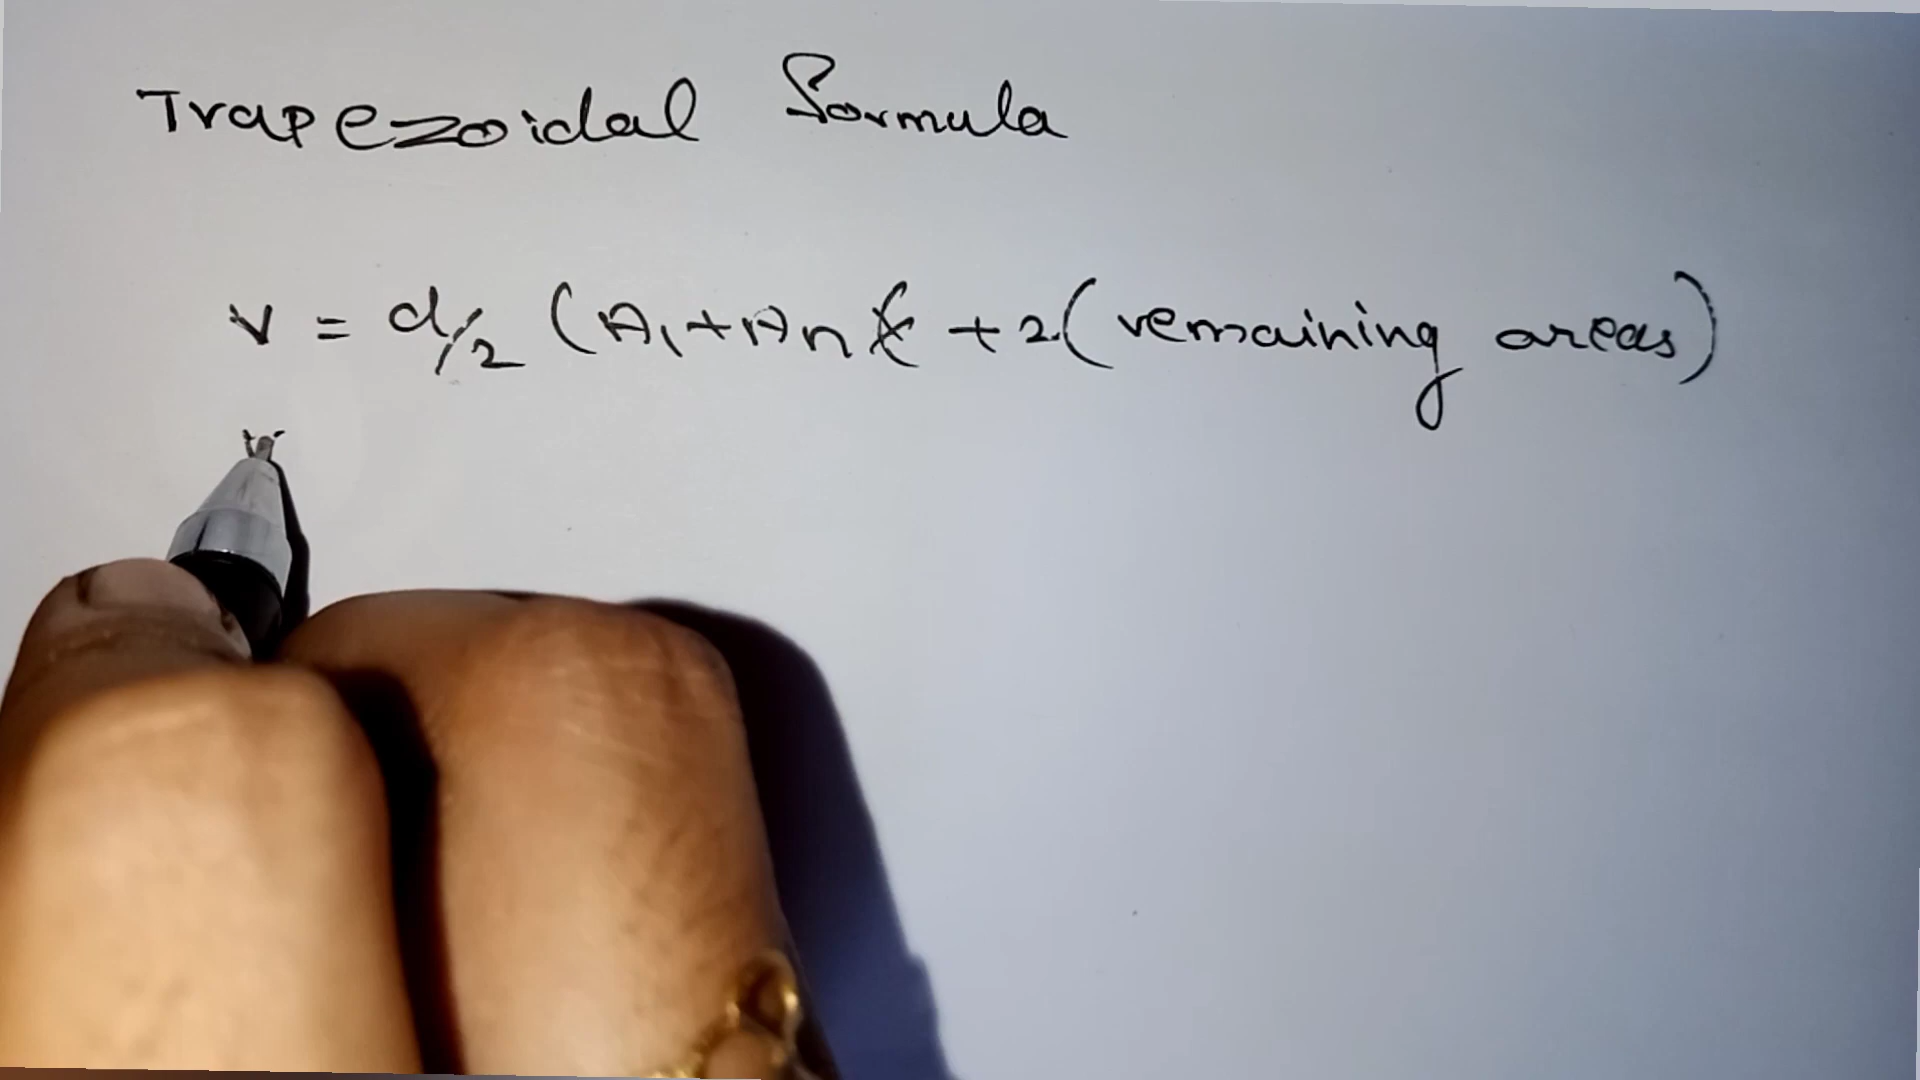 Trapezoidal formula
V = d/2 (A1+An + 2(remaining areas)
V